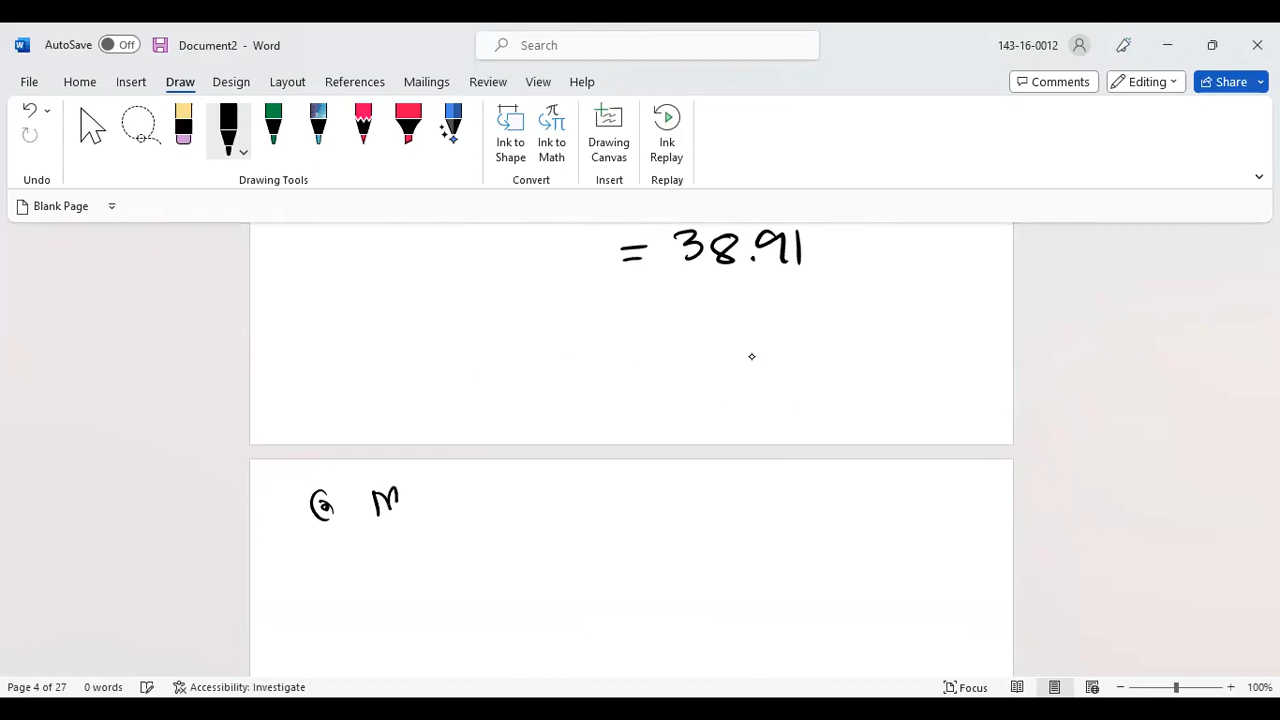 AutoSave Off Document2 - Word Search 143-16-0012
File Home Insert Draw Design Layout References Mailings Review View Help Comments Editing Share
Ink to Shape Ink to Math Drawing Canvas Ink Replay
Undo Drawing Tools Convert Insert Replay
Blank Page
= 38.91
M
Page 4 of 27 0 words Accessibility: Investigate Focus 100%